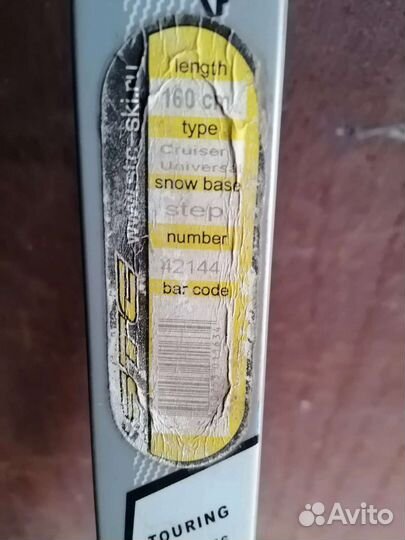 length
160 cm
type
Cruiser
Universal
snow base
step
number
42144
bar code
www.stc-ski.ru
STC
TOURING
Avito